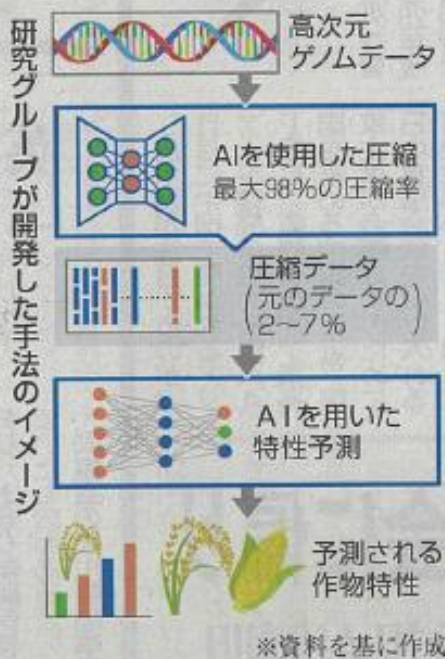 研究グループが開発した手法のイメージ
高次元
ゲノムデータ
AIを使用した圧縮
最大98%の圧縮率
圧縮データ
(元のデータの
2〜7%)
AIを用いた
特性予測
予測される
作物特性
※資料を基に作成